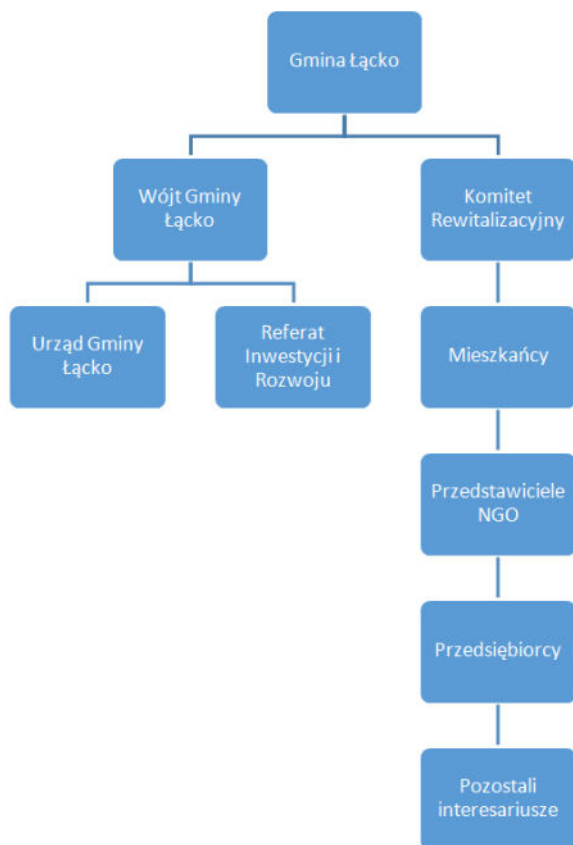 Gmina Łącko
Wójt Gminy
Łącko
Komitet
Rewitalizacyjny
Urząd Gminy
Łącko
Referat
Inwestycji i
Rozwoju
Mieszkańcy
Przedstawiciele
NGO
Przedsiębiorcy
Pozostali
interesariusze